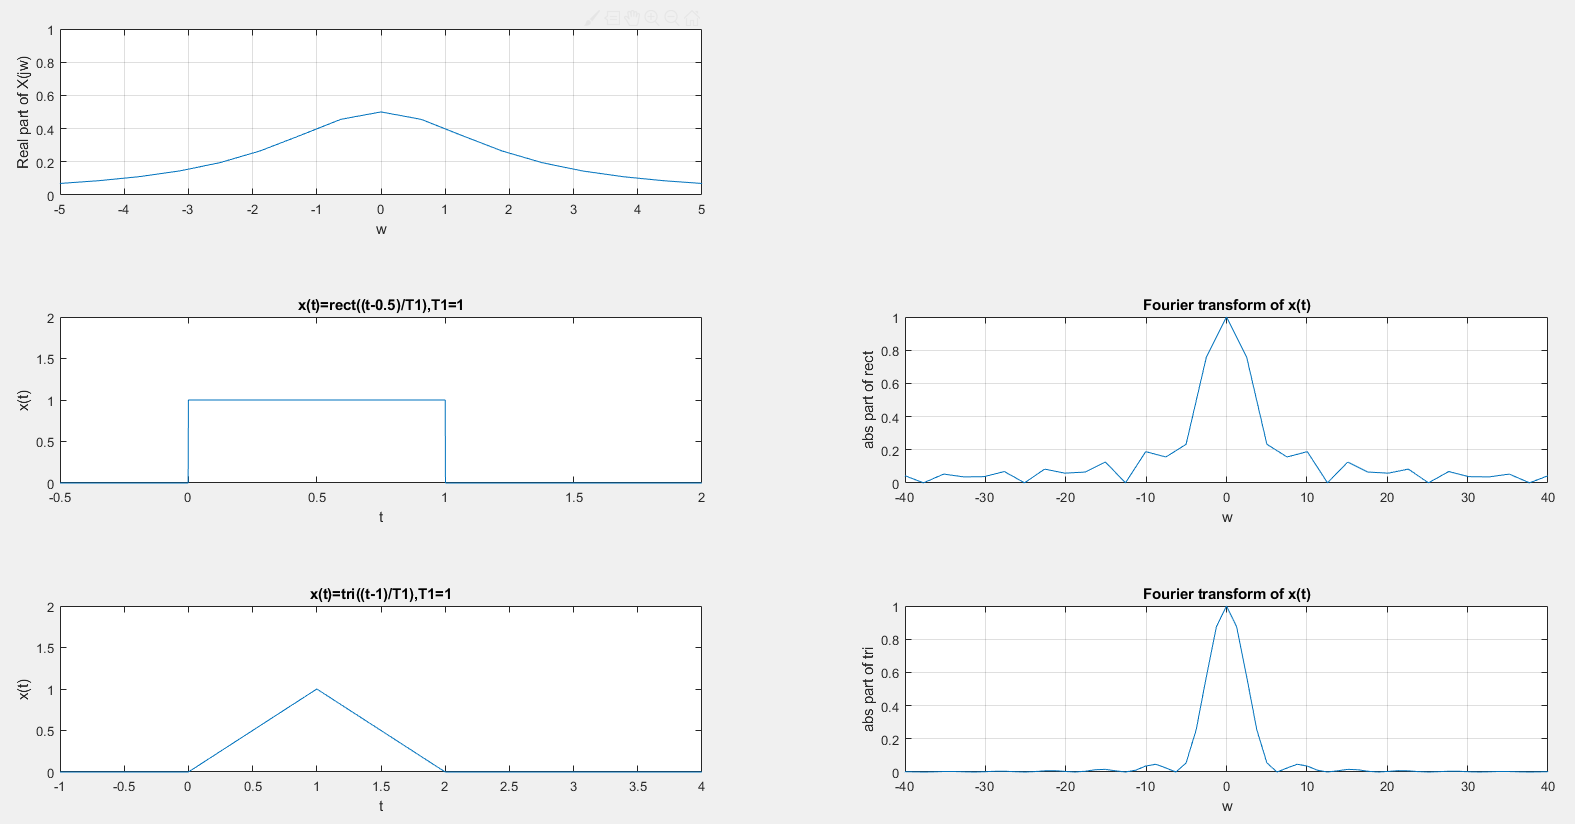 1
0.8
0.6
0.4
0.2
0
Real part of X(jw)
-5 -4 -3 -2 -1 0 1 2 3 4 5
w
x(t)=rect((t-0.5)/T1),T1=1
2
1.5
1
0.5
0
x(t)
-0.5 0 0.5 1 1.5 2
t
Fourier transform of x(t)
1
0.8
0.6
0.4
0.2
0
abs part of rect
-40 -30 -20 -10 0 10 20 30 40
w
x(t)=tri((t-1)/T1),T1=1
2
1.5
1
0.5
0
x(t)
-1 -0.5 0 0.5 1 1.5 2 2.5 3 3.5 4
t
Fourier transform of x(t)
1
0.8
0.6
0.4
0.2
0
abs part of tri
-40 -30 -20 -10 0 10 20 30 40
w